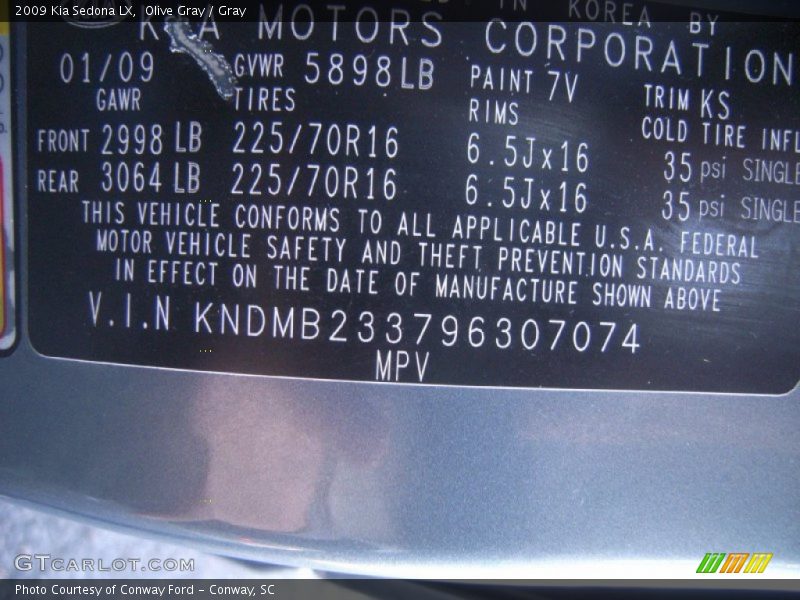 2009 Kia Sedona LX, Olive Gray / Gray
IN KOREA BY
KIA MOTORS CORPORATION
01/09 GVWR 5898LB PAINT 7V TRIM KS
GAWR TIRES RIMS COLD TIRE INFL
FRONT 2998 LB 225/70R16 6.5Jx16 35 psi SINGLE
REAR 3064 LB 225/70R16 6.5Jx16 35 psi SINGLE
THIS VEHICLE CONFORMS TO ALL APPLICABLE U.S.A. FEDERAL
MOTOR VEHICLE SAFETY AND THEFT PREVENTION STANDARDS
IN EFFECT ON THE DATE OF MANUFACTURE SHOWN ABOVE
V.I.N KNDMB233796307074
MPV
GTCARLOT.COM
Photo Courtesy of Conway Ford - Conway, SC